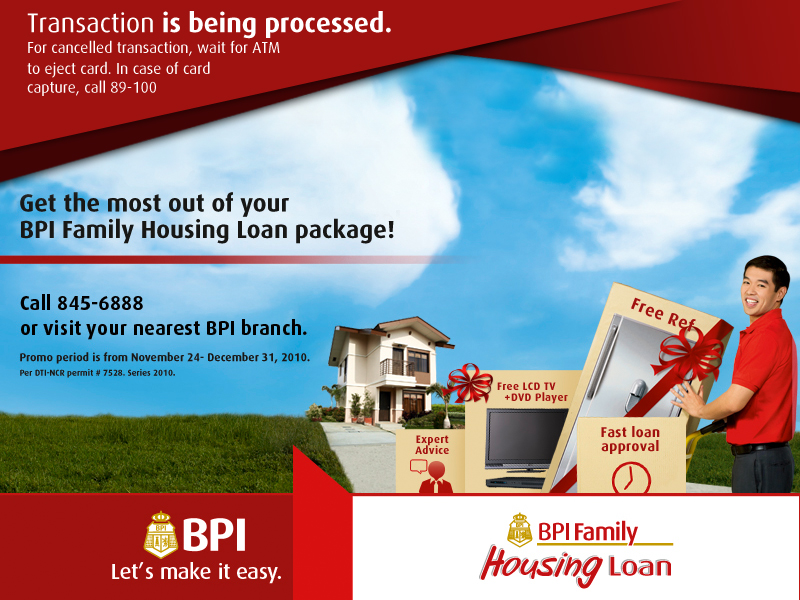 Transaction is being processed.
For cancelled transaction, wait for ATM
to eject card. In case of card
capture, call 89-100
Get the most out of your
BPI Family Housing Loan package!
Call 845-6888
or visit your nearest BPI branch.
Promo period is from November 24- December 31, 2010.
Per DTI-NCR permit # 7528. Series 2010.
Free Ref
Free LCD TV
+DVD Player
Expert
Advice
Fast loan
approval
BPI
BPI
Let's make it easy.
BPI Family
Housing Loan